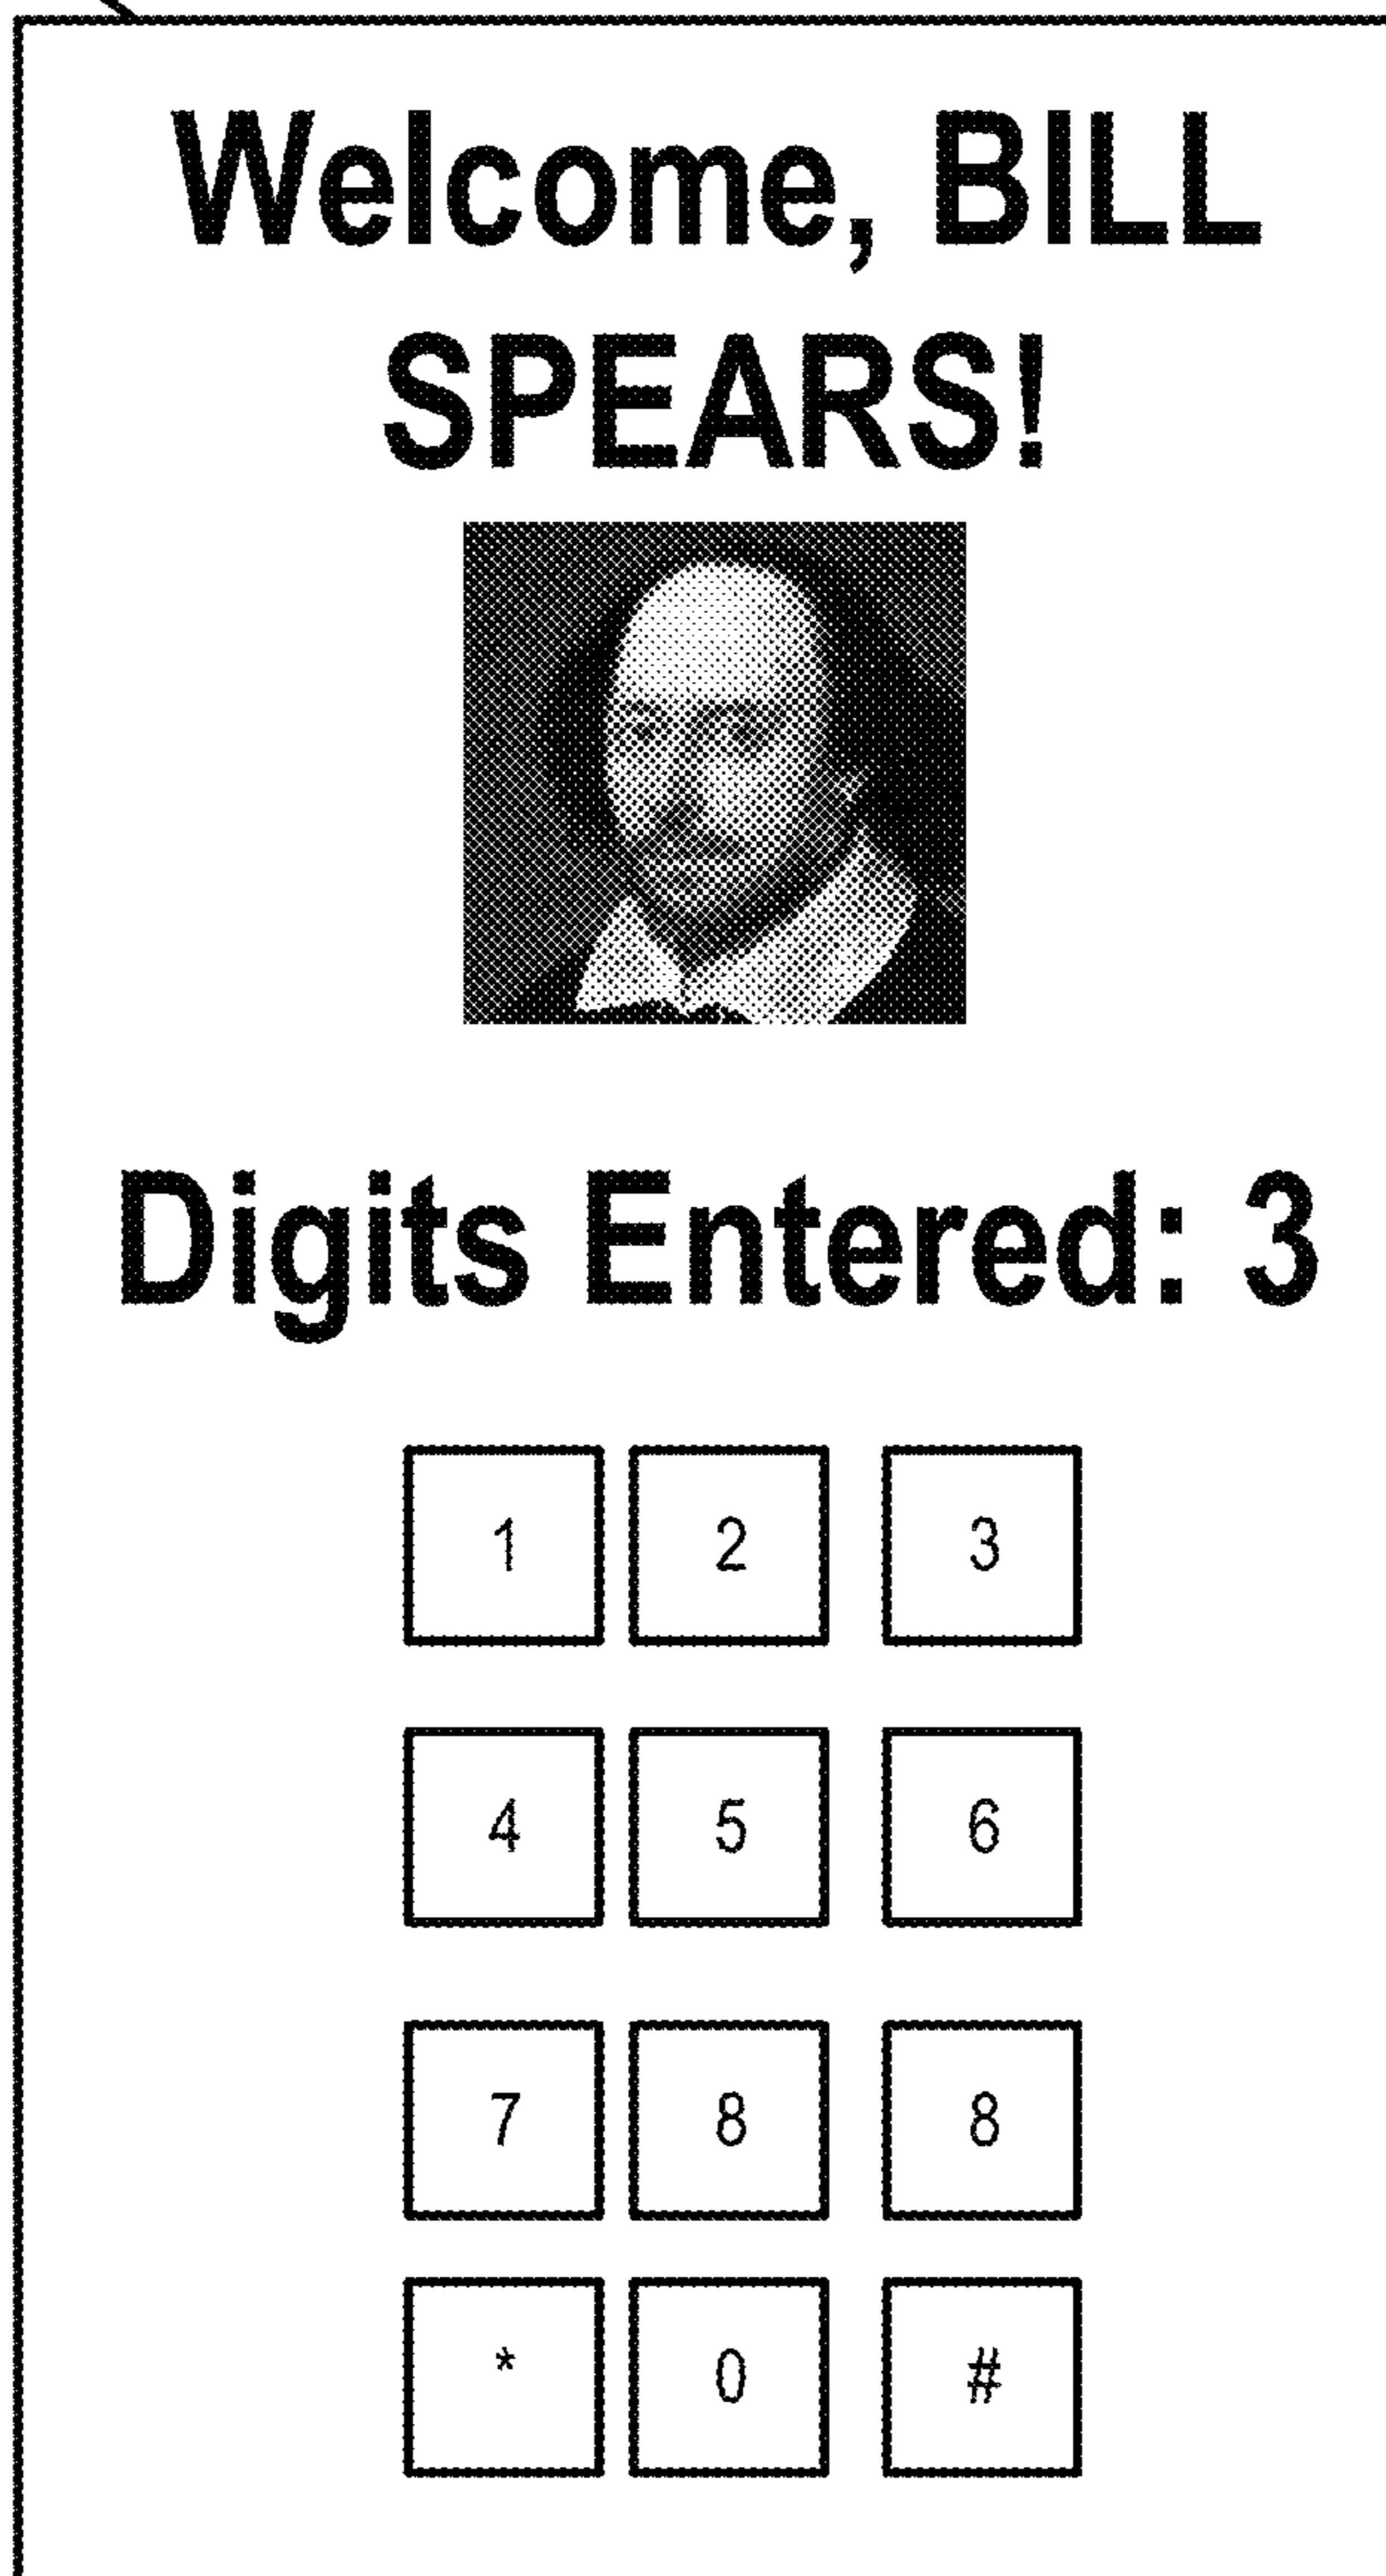 Welcome, BILL
SPEARS!
Digits Entered: 3
1 2 3
4 5 6
7 8 8
* 0 #